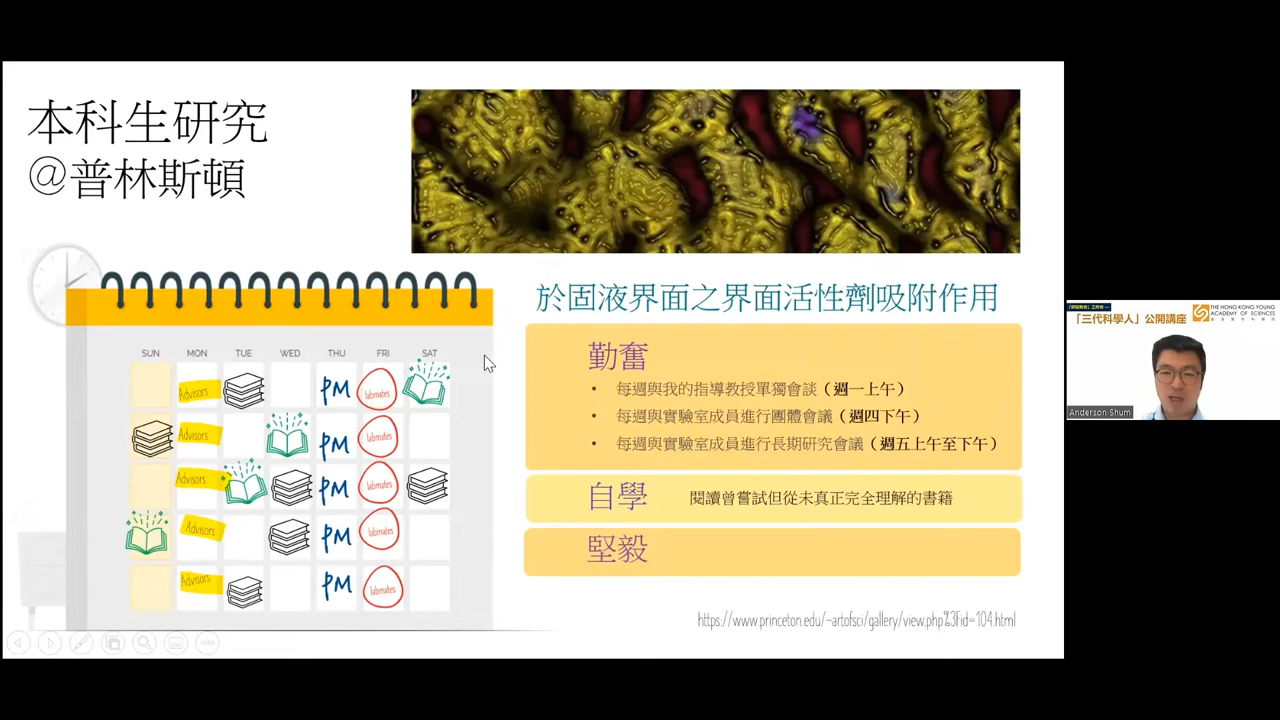 本科生研究
@普林斯頓
SUN MON TUE WED THU FRI SAT
Advisors PM labmates
Advisors PM labmates
Advisors PM labmates
Advisors PM labmates
Advisors PM labmates
於固液界面之界面活性劑吸附作用
勤奮
• 每週與我的指導教授單獨會談（週一上午）
• 每週與實驗室成員進行團體會議（週四下午）
• 每週與實驗室成員進行長期研究會議（週五上午至下午）
自學 閱讀曾嘗試但從未真正完全理解的書籍
堅毅
https://www.princeton.edu/~artofsci/gallery/view.php%3Fid=104.html
「三代科學人」公開講座
THE HONG KONG YOUNG
ACADEMY OF SCIENCES
Anderson Shum